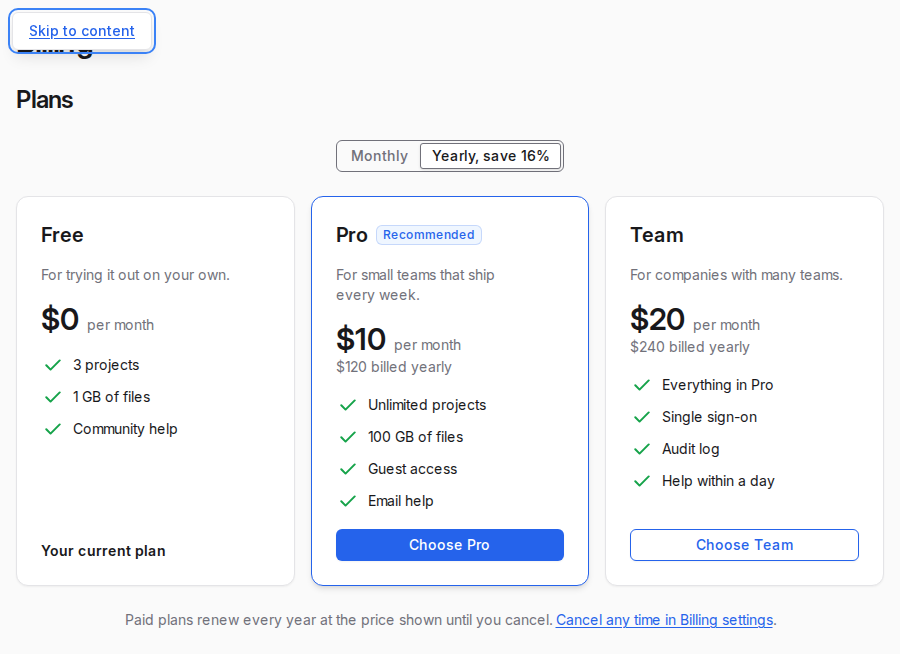 Skip to content
Plans
Monthly
Yearly, save 16%
Free
For trying it out on your own.
$0 per month
3 projects
1 GB of files
Community help
Your current plan
Pro
Recommended
For small teams that ship
every week.
$10 per month
$120 billed yearly
Unlimited projects
100 GB of files
Guest access
Email help
Choose Pro
Team
For companies with many teams.
$20 per month
$240 billed yearly
Everything in Pro
Single sign-on
Audit log
Help within a day
Choose Team
Paid plans renew every year at the price shown until you cancel. Cancel any time in Billing settings.